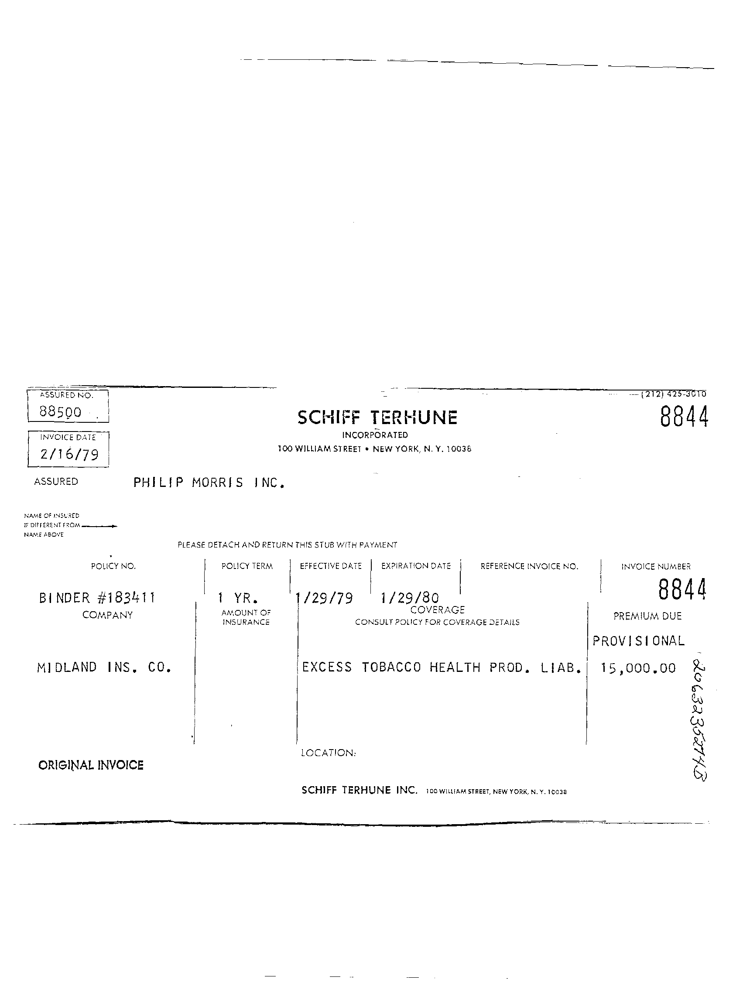 ASSURED NO.
88500
(212) 425-3010
SCHIFF TERHUNE
INCORPORATED
100 WILLIAM STREET • NEW YORK, N. Y. 10038
8844
INVOICE DATE
2/16/79
ASSURED PHILIP MORRIS INC.
NAME OF INSURED
IF DIFFERENT FROM
NAME ABOVE
PLEASE DETACH AND RETURN THIS STUB WITH PAYMENT
POLICY NO. POLICY TERM EFFECTIVE DATE EXPIRATION DATE REFERENCE INVOICE NO. INVOICE NUMBER
8844
BINDER #183411 1 YR. 1/29/79 1/29/80
COMPANY AMOUNT OF INSURANCE COVERAGE PREMIUM DUE
CONSULT POLICY FOR COVERAGE DETAILS
PROVISIONAL
MIDLAND INS. CO. EXCESS TOBACCO HEALTH PROD. LIAB. 15,000.00
LOCATION:
ORIGINAL INVOICE
SCHIFF TERHUNE INC. 100 WILLIAM STREET, NEW YORK, N. Y. 10038